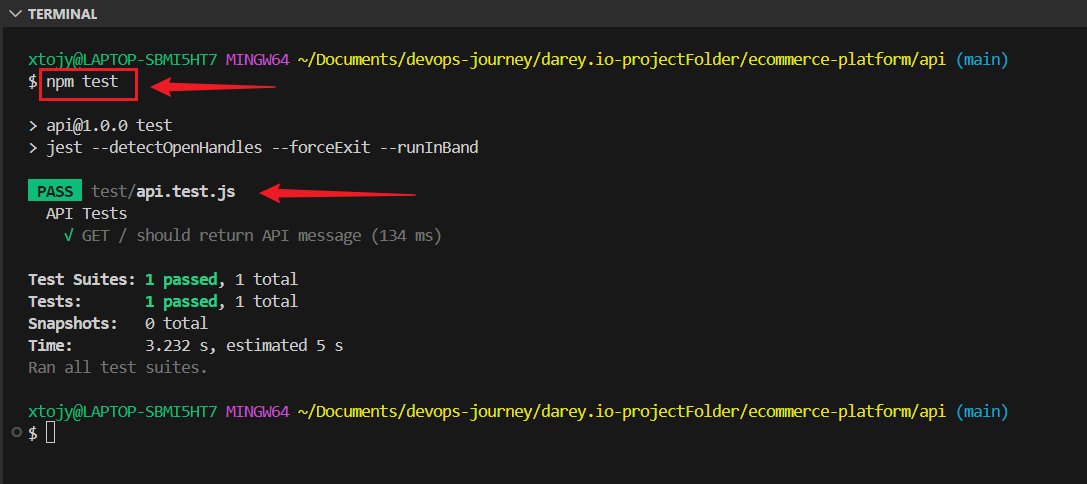 TERMINAL
xtojy@LAPTOP-SBMI5HT7 MINGW64 ~/Documents/devops-journey/darey.io-projectFolder/ecommerce-platform/api (main)
$ npm test
> api@1.0.0 test
> jest --detectOpenHandles --forceExit --runInBand
PASS test/api.test.js
API Tests
√ GET / should return API message (134 ms)
Test Suites: 1 passed, 1 total
Tests: 1 passed, 1 total
Snapshots: 0 total
Time: 3.232 s, estimated 5 s
Ran all test suites.
xtojy@LAPTOP-SBMI5HT7 MINGW64 ~/Documents/devops-journey/darey.io-projectFolder/ecommerce-platform/api (main)
$